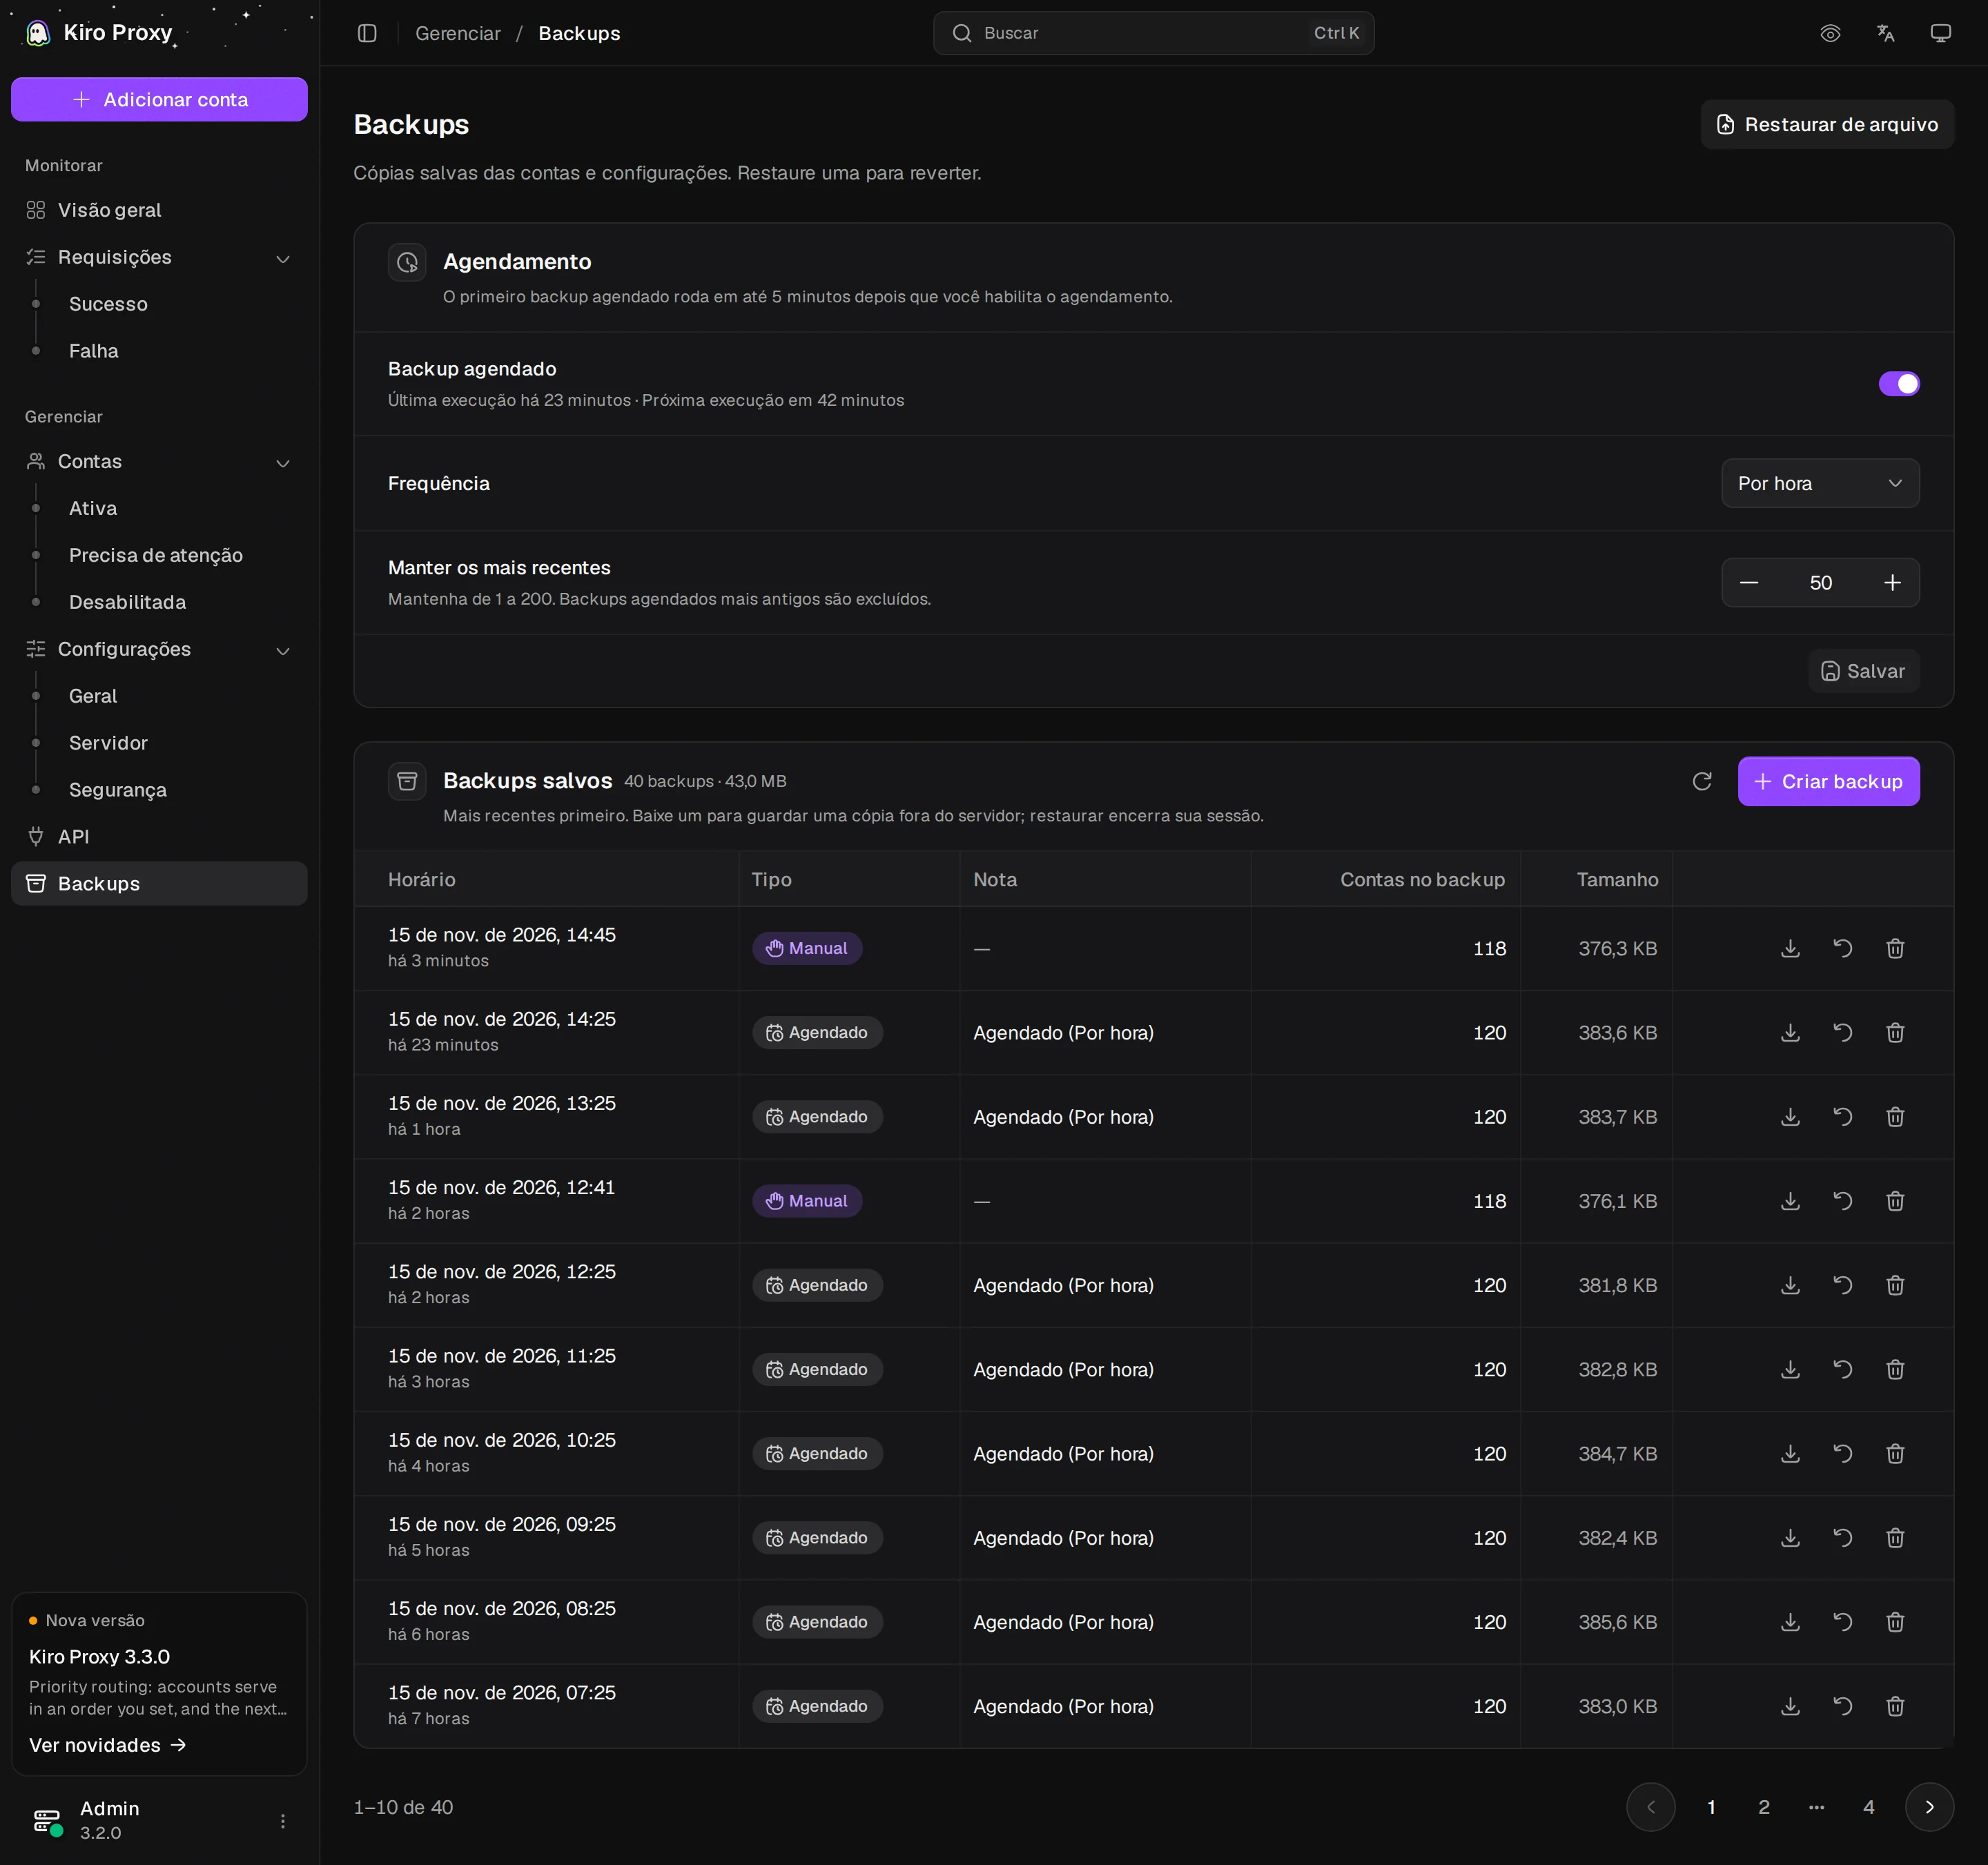 Kiro Proxy
Adicionar conta
Monitorar
Visão geral
Requisições
Sucesso
Falha
Gerenciar
Contas
Ativa
Precisa de atenção
Desabilitada
Configurações
Geral
Servidor
Segurança
API
Backups
Nova versão
Kiro Proxy 3.3.0
Priority routing: accounts serve
in an order you set, and the next...
Ver novidades
Admin
3.2.0
Gerenciar / Backups
Buscar Ctrl K
Backups
Restaurar de arquivo
Cópias salvas das contas e configurações. Restaure uma para reverter.
Agendamento
O primeiro backup agendado roda em até 5 minutos depois que você habilita o agendamento.
Backup agendado
Última execução há 23 minutos · Próxima execução em 42 minutos
Frequência
Por hora
Manter os mais recentes
Mantenha de 1 a 200. Backups agendados mais antigos são excluídos.
50
Salvar
Backups salvos 40 backups · 43,0 MB
Criar backup
Mais recentes primeiro. Baixe um para guardar uma cópia fora do servidor; restaurar encerra sua sessão.
Horário Tipo Nota Contas no backup Tamanho
15 de nov. de 2026, 14:45
há 3 minutos
Manual — 118 376,3 KB
15 de nov. de 2026, 14:25
há 23 minutos
Agendado Agendado (Por hora) 120 383,6 KB
15 de nov. de 2026, 13:25
há 1 hora
Agendado Agendado (Por hora) 120 383,7 KB
15 de nov. de 2026, 12:41
há 2 horas
Manual — 118 376,1 KB
15 de nov. de 2026, 12:25
há 2 horas
Agendado Agendado (Por hora) 120 381,8 KB
15 de nov. de 2026, 11:25
há 3 horas
Agendado Agendado (Por hora) 120 382,8 KB
15 de nov. de 2026, 10:25
há 4 horas
Agendado Agendado (Por hora) 120 384,7 KB
15 de nov. de 2026, 09:25
há 5 horas
Agendado Agendado (Por hora) 120 382,4 KB
15 de nov. de 2026, 08:25
há 6 horas
Agendado Agendado (Por hora) 120 385,6 KB
15 de nov. de 2026, 07:25
há 7 horas
Agendado Agendado (Por hora) 120 383,0 KB
1–10 de 40
1 2 ... 4